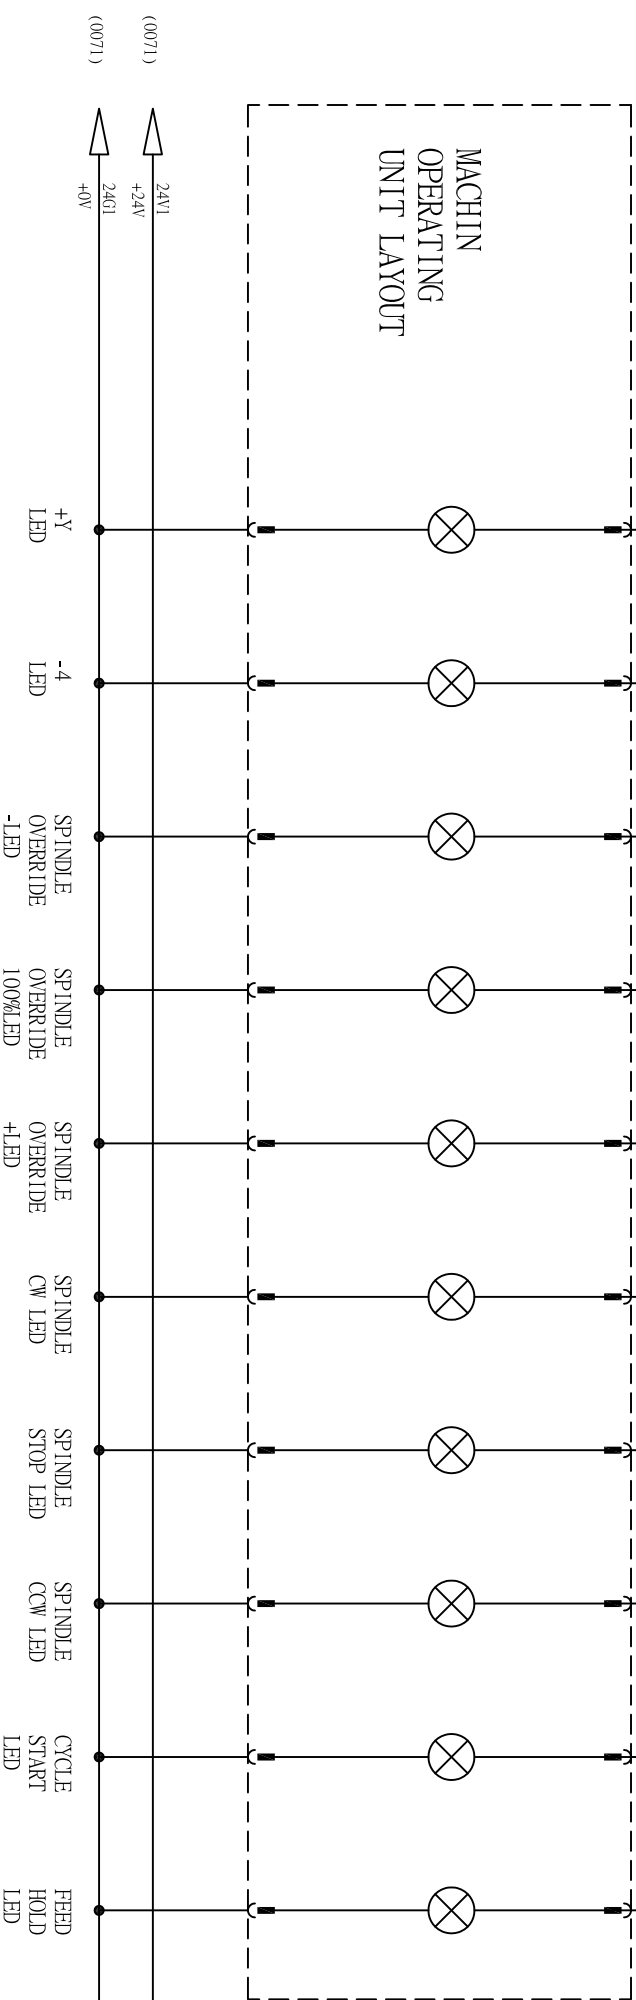 MACHIN
OPERATING
UNIT LAYOUT
(0071)
24V1
+24V
(0071)
24G1
+0V
+Y
LED
-4
LED
SPINDLE
OVERRIDE
-LED
SPINDLE
OVERRIDE
100%LED
SPINDLE
OVERRIDE
+LED
SPINDLE
CW LED
SPINDLE
STOP LED
SPINDLE
CCW LED
CYCLE
START
LED
FEED
HOLD
LED